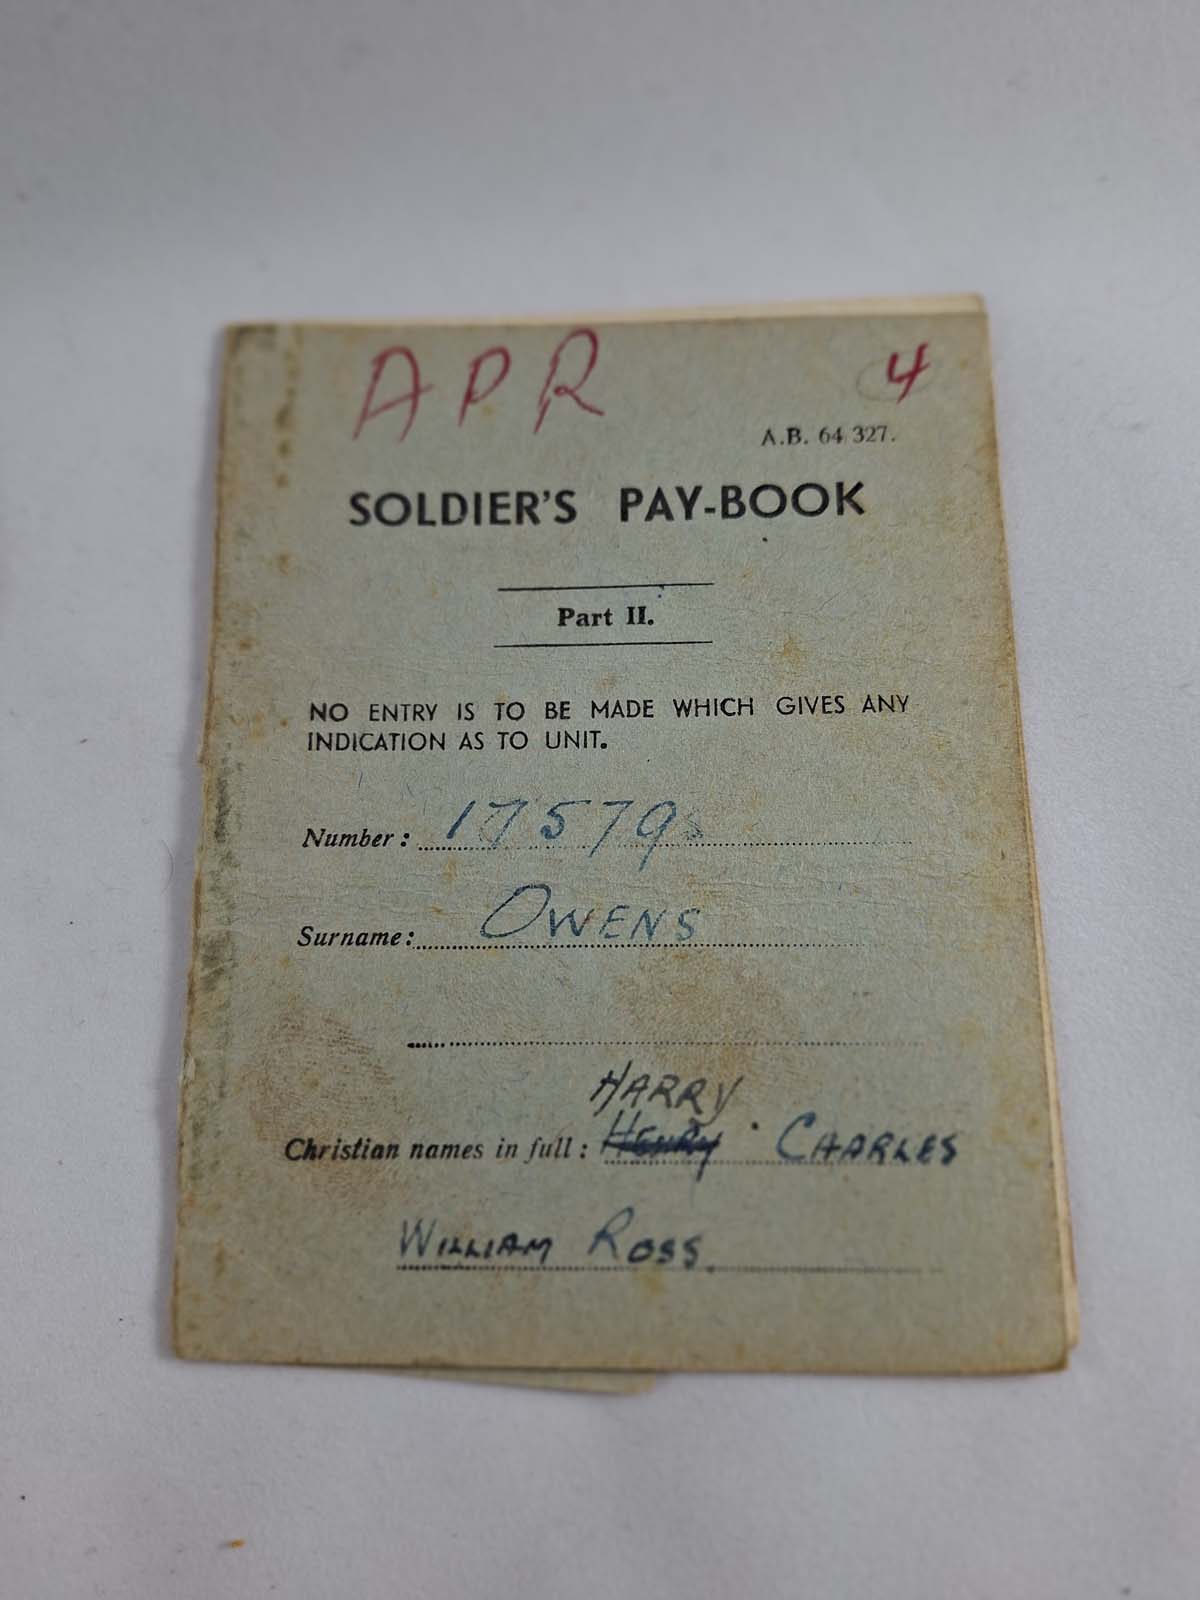 APR 4
A.B. 64 327.
SOLDIER'S PAY-BOOK
Part II.
NO ENTRY IS TO BE MADE WHICH GIVES ANY
INDICATION AS TO UNIT.
Number: 17579
Surname: OWENS
HARRY
Christian names in full: HENRY CHARLES
WILLIAM ROSS.